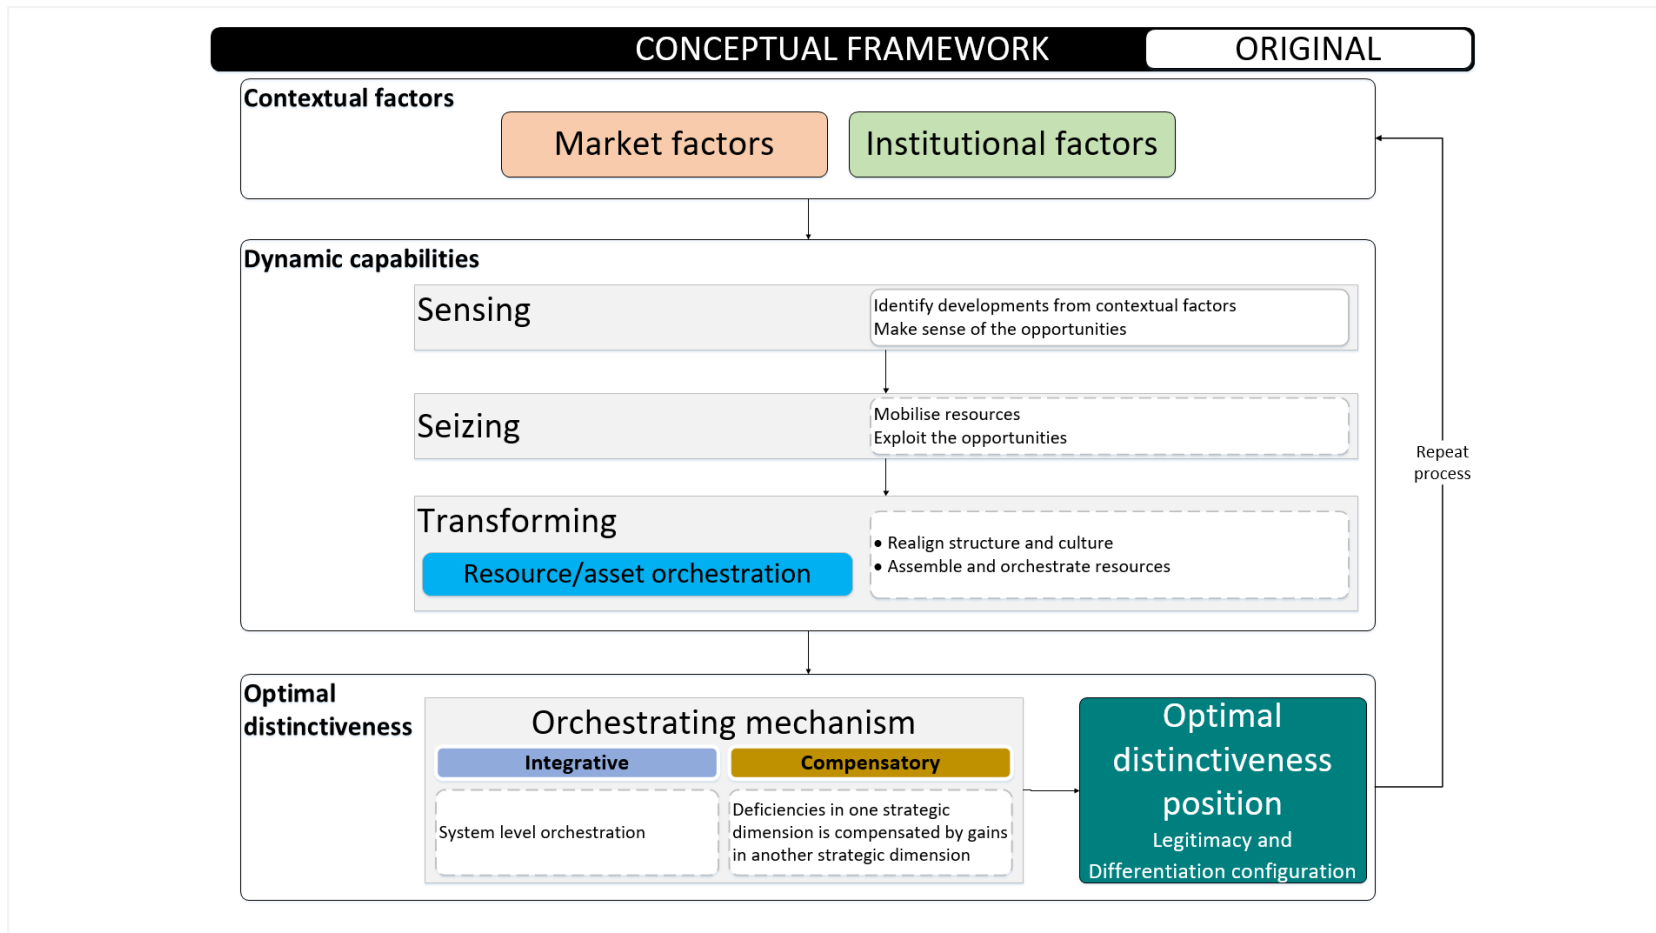 CONCEPTUAL FRAMEWORK
ORIGINAL
Contextual factors
Market factors
Institutional factors
Dynamic capabilities
Sensing
Identify developments from contextual factors
Make sense of the opportunities
Seizing
Mobilise resources
Exploit the opportunities
Transforming
Resource/asset orchestration
● Realign structure and culture
● Assemble and orchestrate resources
Repeat
process
Optimal
distinctiveness
Orchestrating mechanism
Integrative
Compensatory
System level orchestration
Deficiencies in one strategic
dimension is compensated by gains
in another strategic dimension
Optimal
distinctiveness
position
Legitimacy and
Differentiation configuration